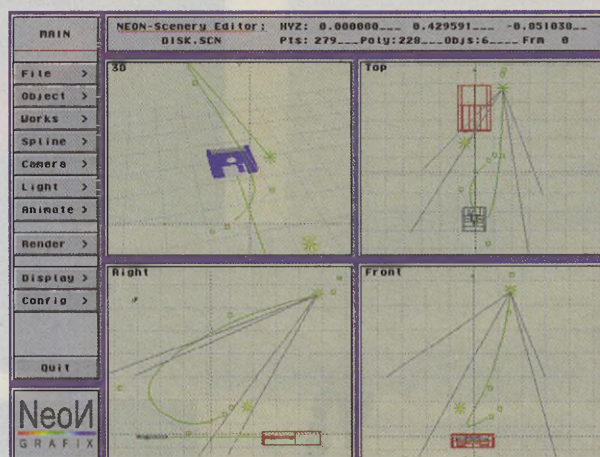 MAIN
File >
Object >
Works >
Spline >
Camera >
Light >
Animate >
Render >
Display >
Config >
Quit
NeoN
GRAFIX
NEON-Scenery Editor: HYZ: 0.000000___ 0.429591___ -0.051030__
DISK.SCN Pts: 279___Poly:228___Objs:6____Frm 0
3D
Top
Right
Front